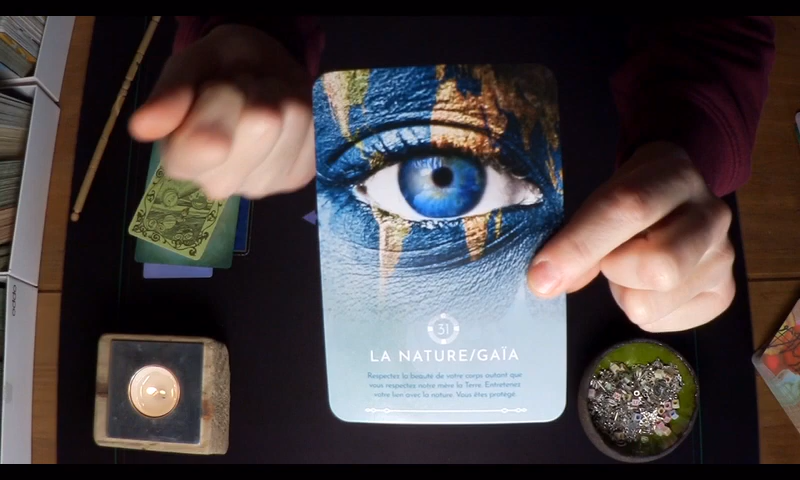 31
LA NATURE/GAÏA
Respectez la beauté de votre corps autant que
vous respectez notre mère la Terre. Entretenez
votre lien avec la nature. Vous êtes protégé